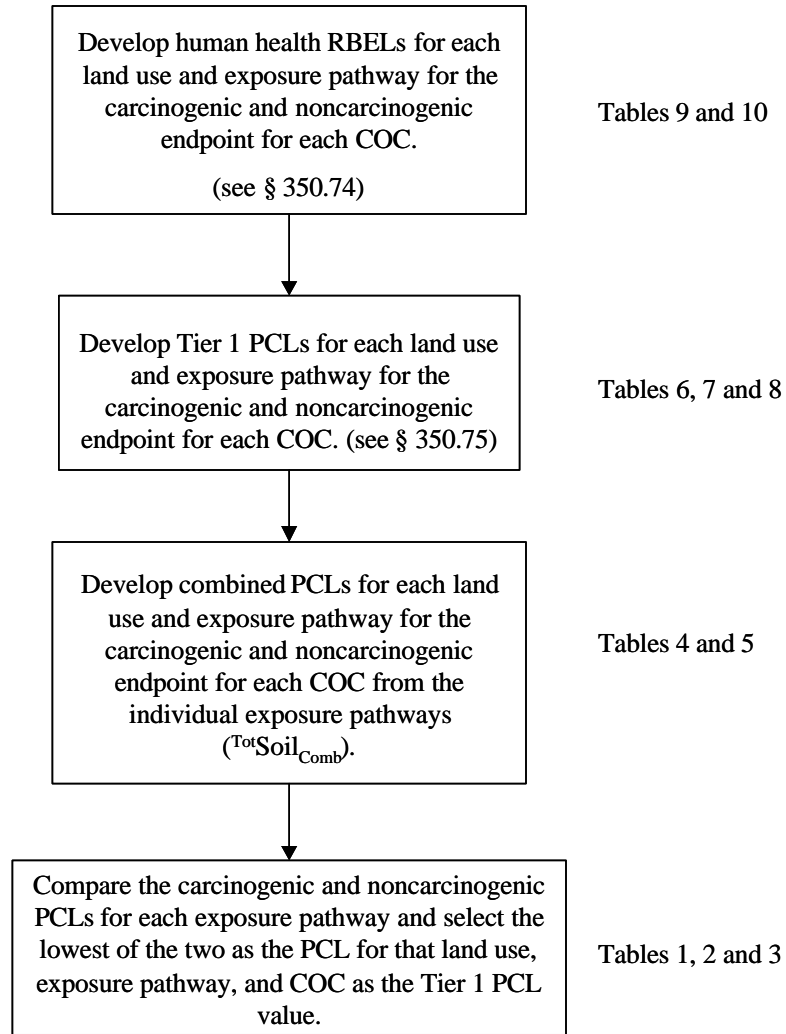 Develop human health RBELs for each
land use and exposure pathway for the
carcinogenic and noncarcinogenic
endpoint for each COC.
(see § 350.74)
Tables 9 and 10
Develop Tier 1 PCLs for each land use
and exposure pathway for the
carcinogenic and noncarcinogenic
endpoint for each COC. (see § 350.75)
Tables 6, 7 and 8
Develop combined PCLs for each land
use and exposure pathway for the
carcinogenic and noncarcinogenic
endpoint for each COC from the
individual exposure pathways
(TotSoilComb).
Tables 4 and 5
Compare the carcinogenic and noncarcinogenic
PCLs for each exposure pathway and select the
lowest of the two as the PCL for that land use,
exposure pathway, and COC as the Tier 1 PCL
value.
Tables 1, 2 and 3